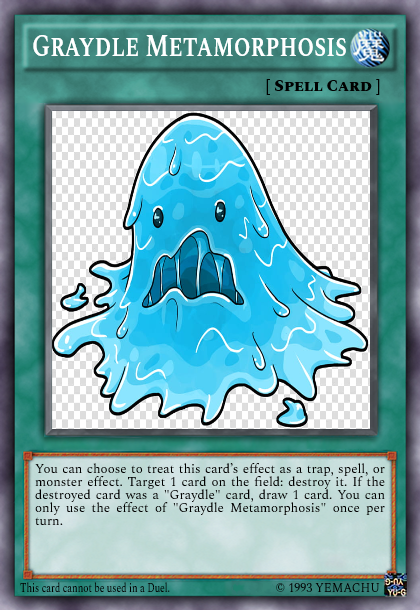 GRAYDLE METAMORPHOSIS 魔
[ SPELL CARD ]
You can choose to treat this card's effect as a trap, spell, or
monster effect. Target 1 card on the field: destroy it. If the
destroyed card was a "Graydle" card, draw 1 card. You can
only use the effect of "Graydle Metamorphosis" once per
turn.
This card cannot be used in a Duel. © 1993 YEMACHU